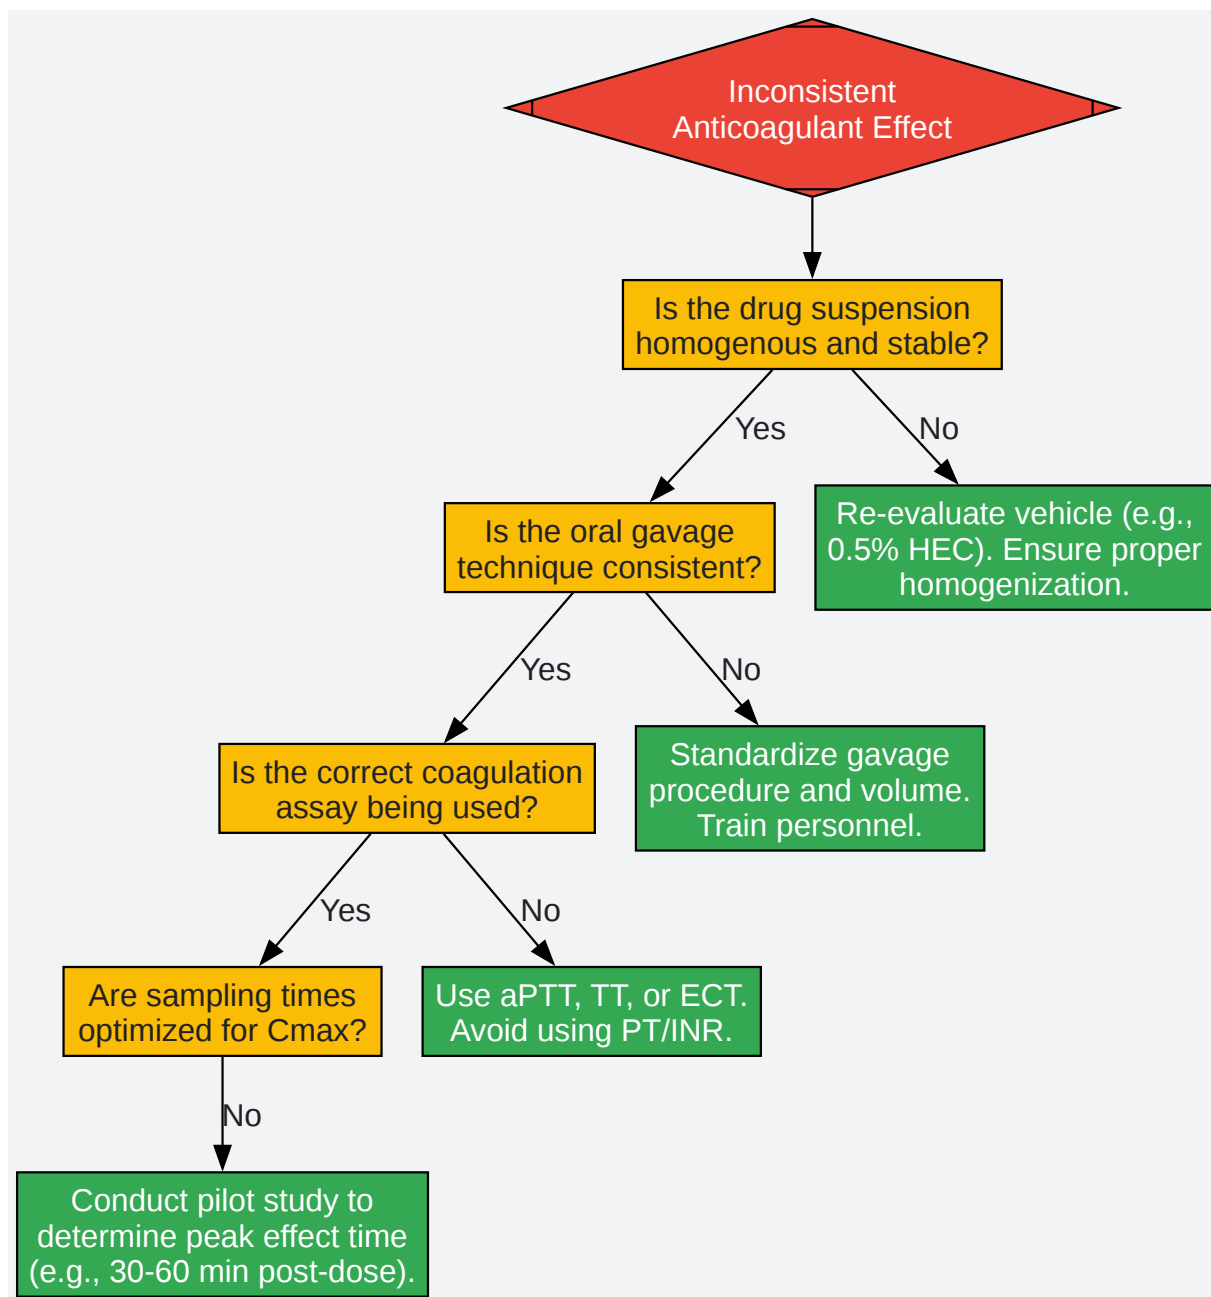 Inconsistent
Anticoagulant Effect
Is the drug suspension
homogenous and stable?
Yes
No
Is the oral gavage
technique consistent?
Re-evaluate vehicle (e.g.,
0.5% HEC). Ensure proper
homogenization.
Yes
No
Is the correct coagulation
assay being used?
Standardize gavage
procedure and volume.
Train personnel.
Yes
No
Are sampling times
optimized for Cmax?
Use aPTT, TT, or ECT.
Avoid using PT/INR.
No
Conduct pilot study to
determine peak effect time
(e.g., 30-60 min post-dose).